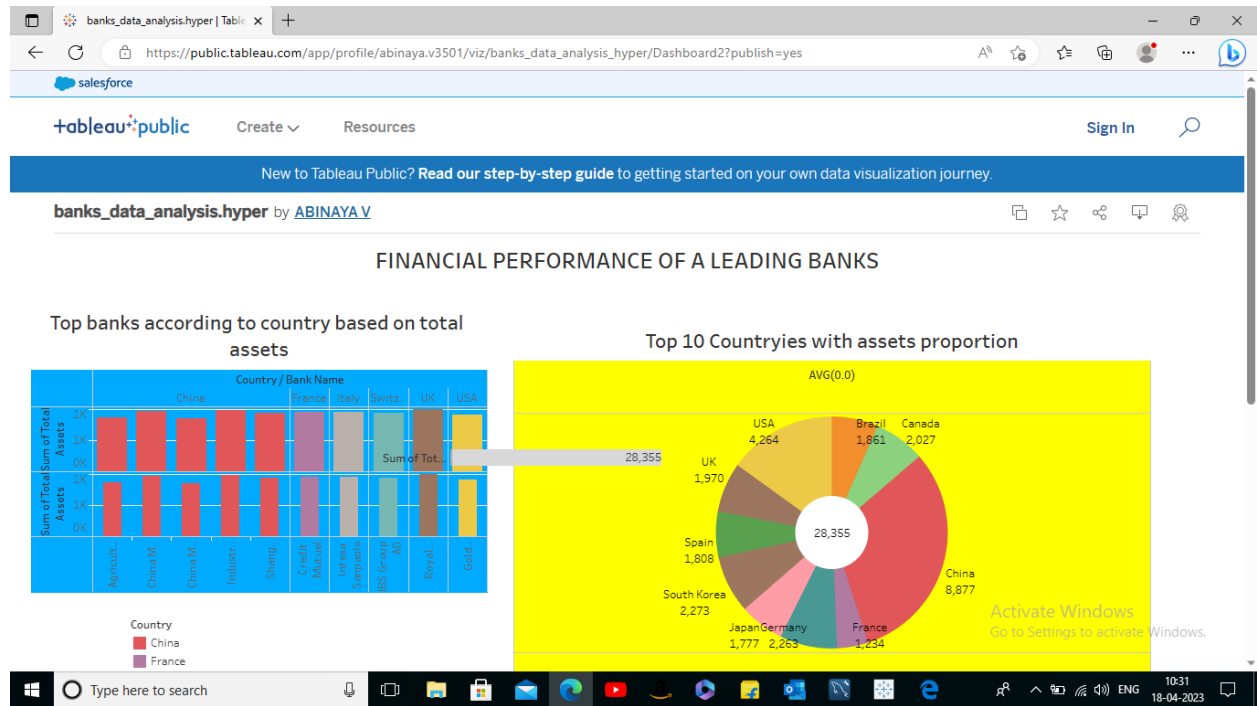 banks_data_analysis.hyper | Table
https://public.tableau.com/app/profile/abinaya.v3501/viz/banks_data_analysis_hyper/Dashboard2?publish=yes
salesforce
+ableau public Create Resources Sign In
New to Tableau Public? Read our step-by-step guide to getting started on your own data visualization journey.
banks_data_analysis.hyper by ABINAYA V
FINANCIAL PERFORMANCE OF A LEADING BANKS
Top banks according to country based on total
assets
Country / Bank Name
China France Italy Switz.. UK USA
Sum of Total
Assets
1K
1K
0K
Sum of Total
Assets
1K
1K
0K
Sum of Tot... 28,355
Agricult..
China M..
China M..
Industr..
Shang..
Credit
Mutuel
Intesa
Sanpaolo
IBS Group
AG
Royal..
Gold..
Country
China
France
Top 10 Countryies with assets proportion
AVG(0.0)
USA
4,264
Brazil
1,861
Canada
2,027
UK
1,970
28,355
Spain
1,808
China
8,877
South Korea
2,273
Japan
1,777
Germany
2,263
France
1,234
Activate Windows
Go to Settings to activate Windows.
Type here to search
ENG
10:31
18-04-2023